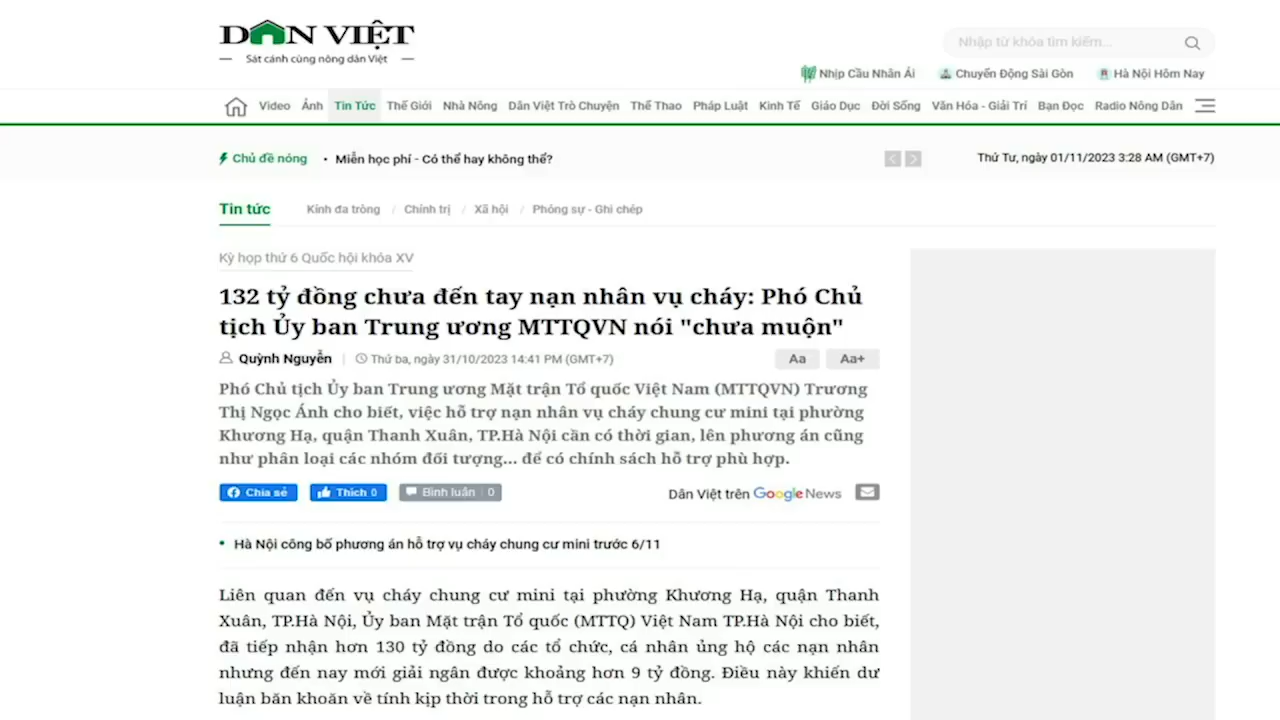 DÂN VIỆT
Sát cánh cùng nông dân Việt
Nhập từ khóa tìm kiếm...
Nhịp Cầu Nhân Ái Chuyển Động Sài Gòn Hà Nội Hôm Nay
Video Ảnh Tin Tức Thế Giới Nhà Nông Dân Việt Trò Chuyện Thể Thao Pháp Luật Kinh Tế Giáo Dục Đời Sống Văn Hóa - Giải Trí Bạn Đọc Radio Nông Dân
Chủ đề nóng • Miễn học phí - Có thể hay không thể? < > Thứ Tư, ngày 01/11/2023 3:28 AM (GMT+7)
Tin tức Kinh đa tròng / Chính trị / Xã hội / Phóng sự - Ghi chép
Kỳ họp thứ 6 Quốc hội khóa XV
132 tỷ đồng chưa đến tay nạn nhân vụ cháy: Phó Chủ
tịch Ủy ban Trung ương MTTQVN nói "chưa muộn"
Quỳnh Nguyễn | Thứ ba, ngày 31/10/2023 14:41 PM (GMT+7) Aa Aa+
Phó Chủ tịch Ủy ban Trung ương Mặt trận Tổ quốc Việt Nam (MTTQVN) Trương
Thị Ngọc Ánh cho biết, việc hỗ trợ nạn nhân vụ cháy chung cư mini tại phường
Khương Hạ, quận Thanh Xuân, TP.Hà Nội cần có thời gian, lên phương án cũng
như phân loại các nhóm đối tượng... để có chính sách hỗ trợ phù hợp.
Chia sẻ Thích 0 Bình luận 0 Dân Việt trên Google News
• Hà Nội công bố phương án hỗ trợ vụ cháy chung cư mini trước 6/11
Liên quan đến vụ cháy chung cư mini tại phường Khương Hạ, quận Thanh
Xuân, TP.Hà Nội, Ủy ban Mặt trận Tổ quốc (MTTQ) Việt Nam TP.Hà Nội cho biết,
đã tiếp nhận hơn 130 tỷ đồng do các tổ chức, cá nhân ủng hộ các nạn nhân
nhưng đến nay mới giải ngân được khoảng hơn 9 tỷ đồng. Điều này khiến dư
luận băn khoăn về tính kịp thời trong hỗ trợ các nạn nhân.